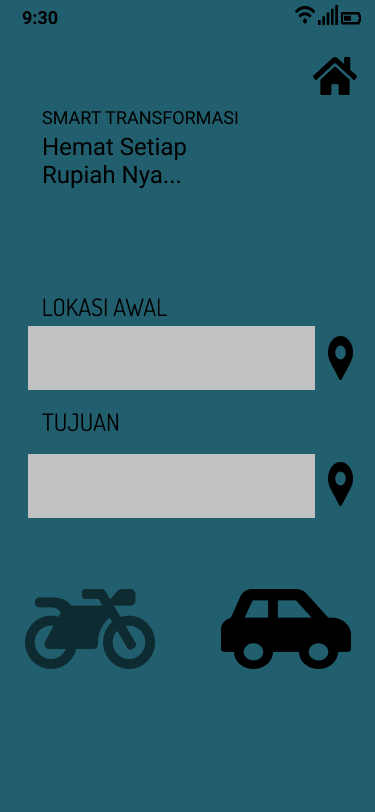 9:30
SMART TRANSFORMASI
Hemat Setiap
Rupiah Nya...
LOKASI AWAL
TUJUAN